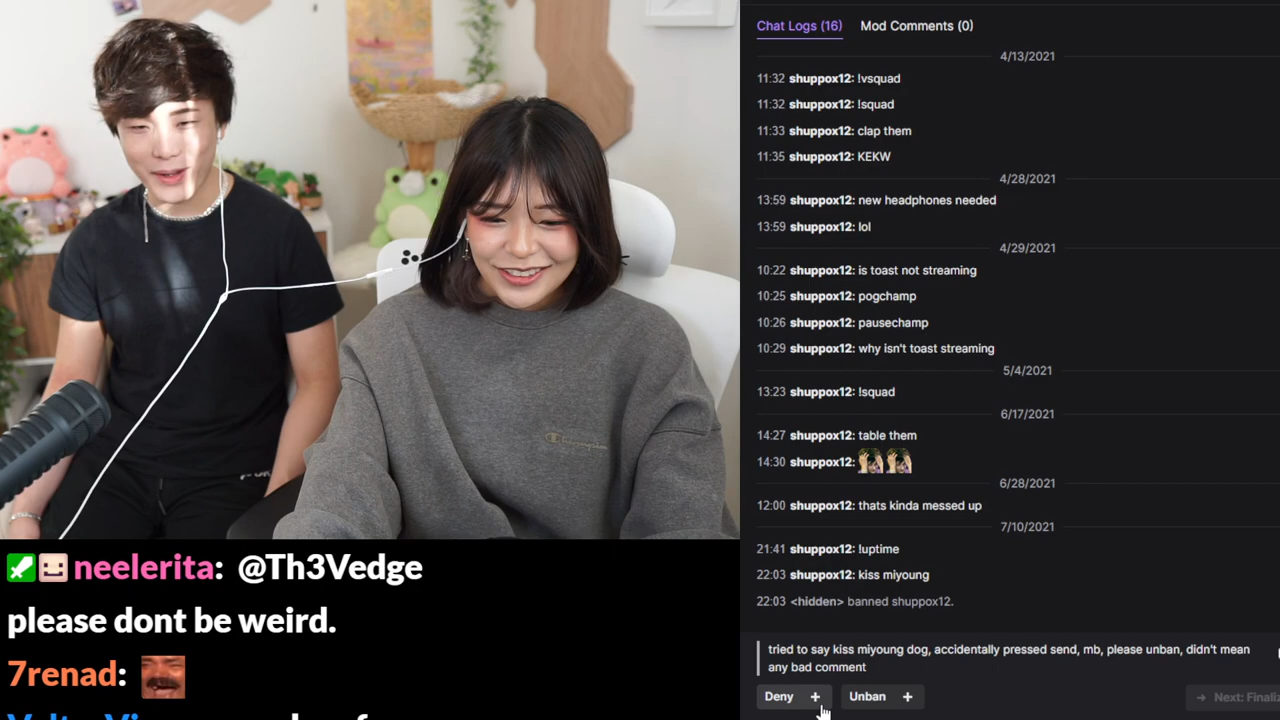 Chat Logs (16) Mod Comments (0)
4/13/2021
11:32 shuppox12: !vsquad
11:32 shuppox12: !squad
11:33 shuppox12: clap them
11:35 shuppox12: KEKW
4/28/2021
13:59 shuppox12: new headphones needed
13:59 shuppox12: lol
4/29/2021
10:22 shuppox12: is toast not streaming
10:25 shuppox12: pogchamp
10:26 shuppox12: pausechamp
10:29 shuppox12: why isn't toast streaming
5/4/2021
13:23 shuppox12: !squad
6/17/2021
14:27 shuppox12: table them
14:30 shuppox12:
6/28/2021
12:00 shuppox12: thats kinda messed up
7/10/2021
21:41 shuppox12: !uptime
22:03 shuppox12: kiss miyoung
22:03 <hidden> banned shuppox12.
tried to say kiss miyoung dog, accidentally pressed send, mb, please unban, didn't mean
any bad comment
Deny + Unban +
→ Next:
Champion
neelerita: @Th3Vedge
please dont be weird.
7renad: